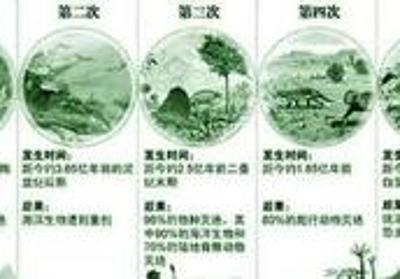 第二次
发生时间：
距今约3.65亿年前的泥
盆纪后期
后果：
海洋生物遭到重创
第三次
发生时间：
距今约2.5亿年前二叠
纪末期
后果：
96%的物种灭绝，其
中90%的海洋生物和
70%的陆地脊椎动物
灭绝
第四次
发生时间：
距今约1.85亿年前
后果：
80%的爬行动物灭绝